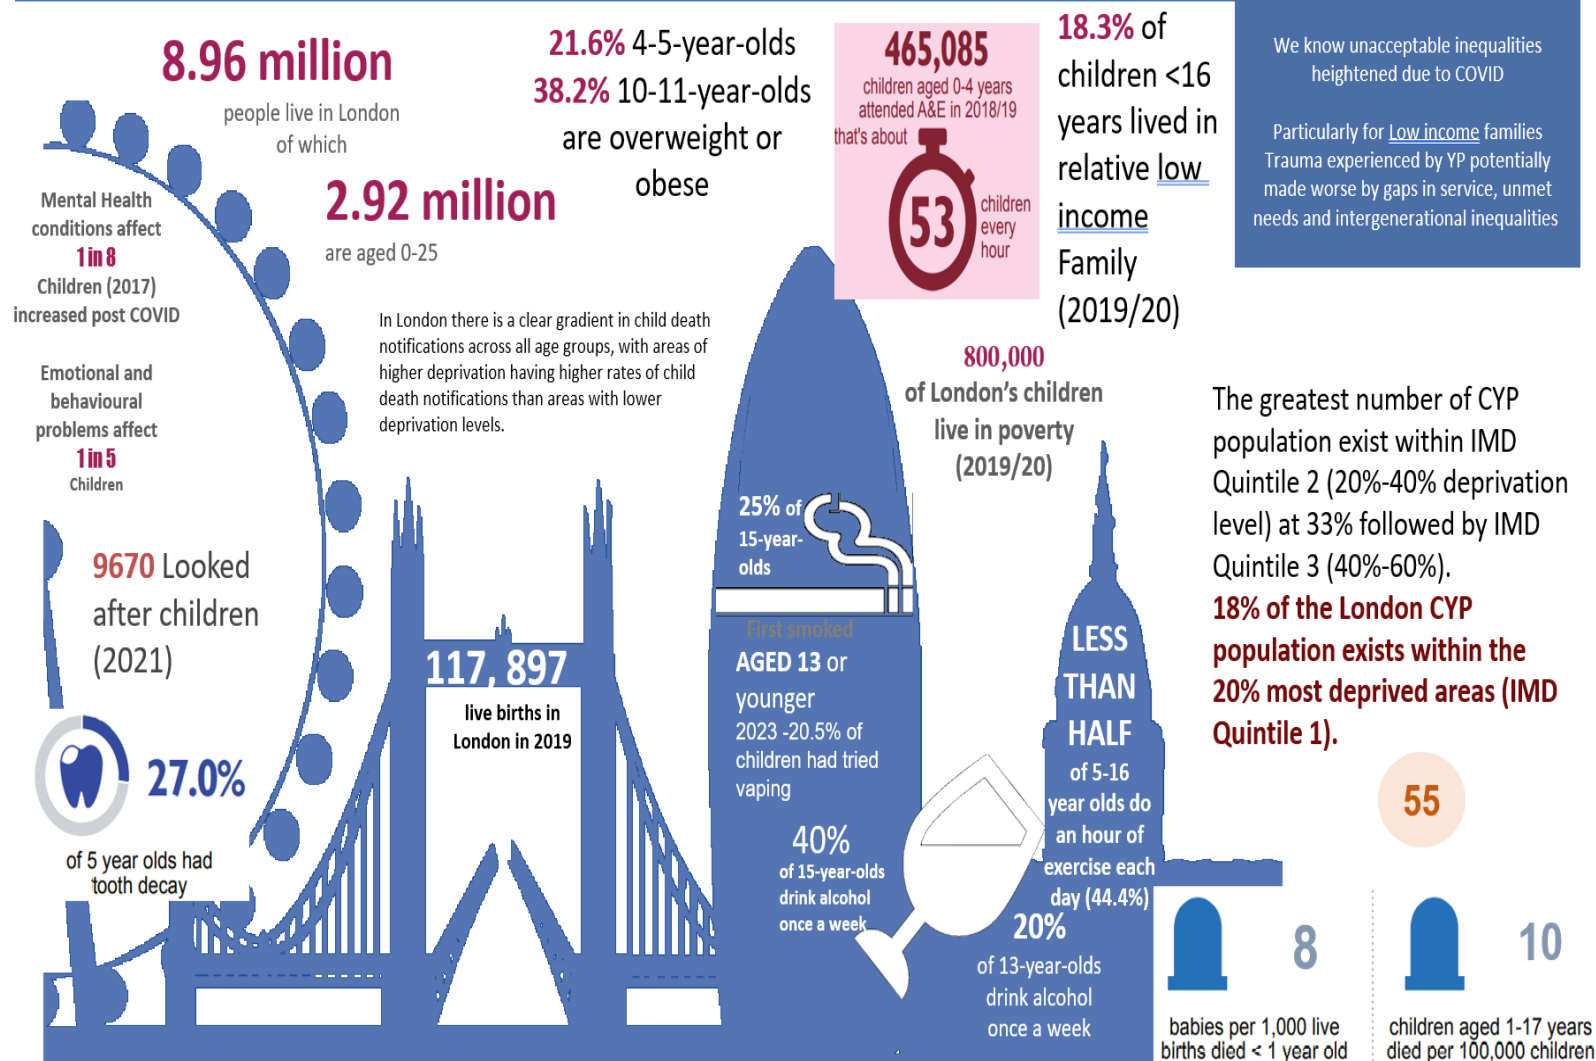 8.96 million
people live in London
of which
2.92 million
are aged 0-25
Mental Health
conditions affect
1 in 8
Children (2017)
increased post COVID
Emotional and
behavioural
problems affect
1 in 5
Children
21.6% 4-5-year-olds
38.2% 10-11-year-olds
are overweight or
obese
465,085
children aged 0-4 years
attended A&E in 2018/19
that's about
53
children
every
hour
18.3% of
children <16
years lived in
relative low
income
Family
(2019/20)
We know unacceptable inequalities
heightened due to COVID
Particularly for Low income families
Trauma experienced by YP potentially
made worse by gaps in service, unmet
needs and intergenerational inequalities
In London there is a clear gradient in child death
notifications across all age groups, with areas of
higher deprivation having higher rates of child
death notifications than areas with lower
deprivation levels.
800,000
of London's children
live in poverty
(2019/20)
The greatest number of CYP
population exist within IMD
Quintile 2 (20%-40% deprivation
level) at 33% followed by IMD
Quintile 3 (40%-60%).
18% of the London CYP
population exists within the
20% most deprived areas (IMD
Quintile 1).
9670 Looked
after children
(2021)
27.0%
of 5 year olds had
tooth decay
117, 897
live births in
London in 2019
25% of
15-year-
olds
First smoked
AGED 13 or
younger
2023 -20.5% of
children had tried
vaping
40%
of 15-year-olds
drink alcohol
once a week
LESS
THAN
HALF
of 5-16
year olds do
an hour of
exercise each
day (44.4%)
20%
of 13-year-olds
drink alcohol
once a week
55
8
babies per 1,000 live
births died < 1 year old
10
children aged 1-17 years
died per 100,000 children